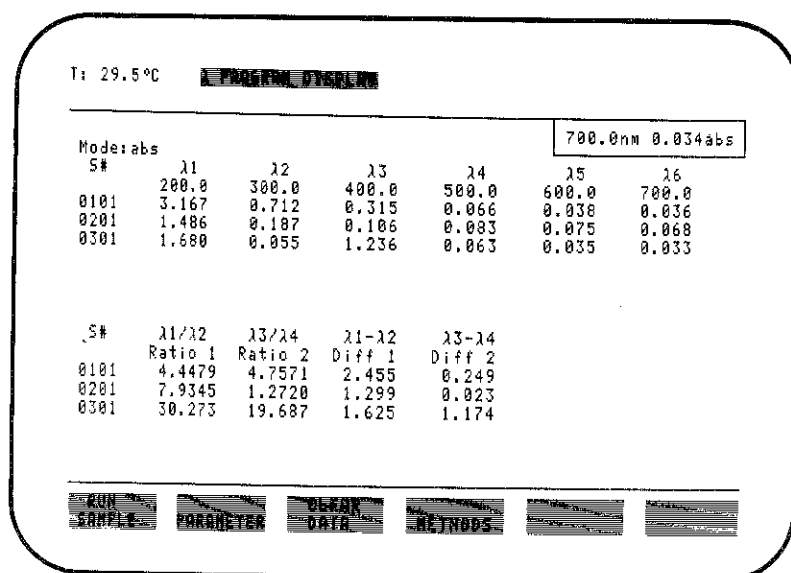 T: 29.5°C λ PROGRAM DISPLAY
700.0nm 0.034abs
Mode:abs
S# λ1 λ2 λ3 λ4 λ5 λ6
200.0 300.0 400.0 500.0 600.0 700.0
0101 3.167 0.712 0.315 0.066 0.038 0.036
0201 1.486 0.187 0.106 0.083 0.075 0.068
0301 1.680 0.055 1.236 0.063 0.035 0.033
S# λ1/λ2 λ3/λ4 λ1-λ2 λ3-λ4
Ratio 1 Ratio 2 Diff 1 Diff 2
0101 4.4479 4.7571 2.455 0.249
0201 7.9345 1.2720 1.299 0.023
0301 30.273 19.687 1.625 1.174
RUN SAMPLE
PARAMETER
CLEAR DATA
METHODS